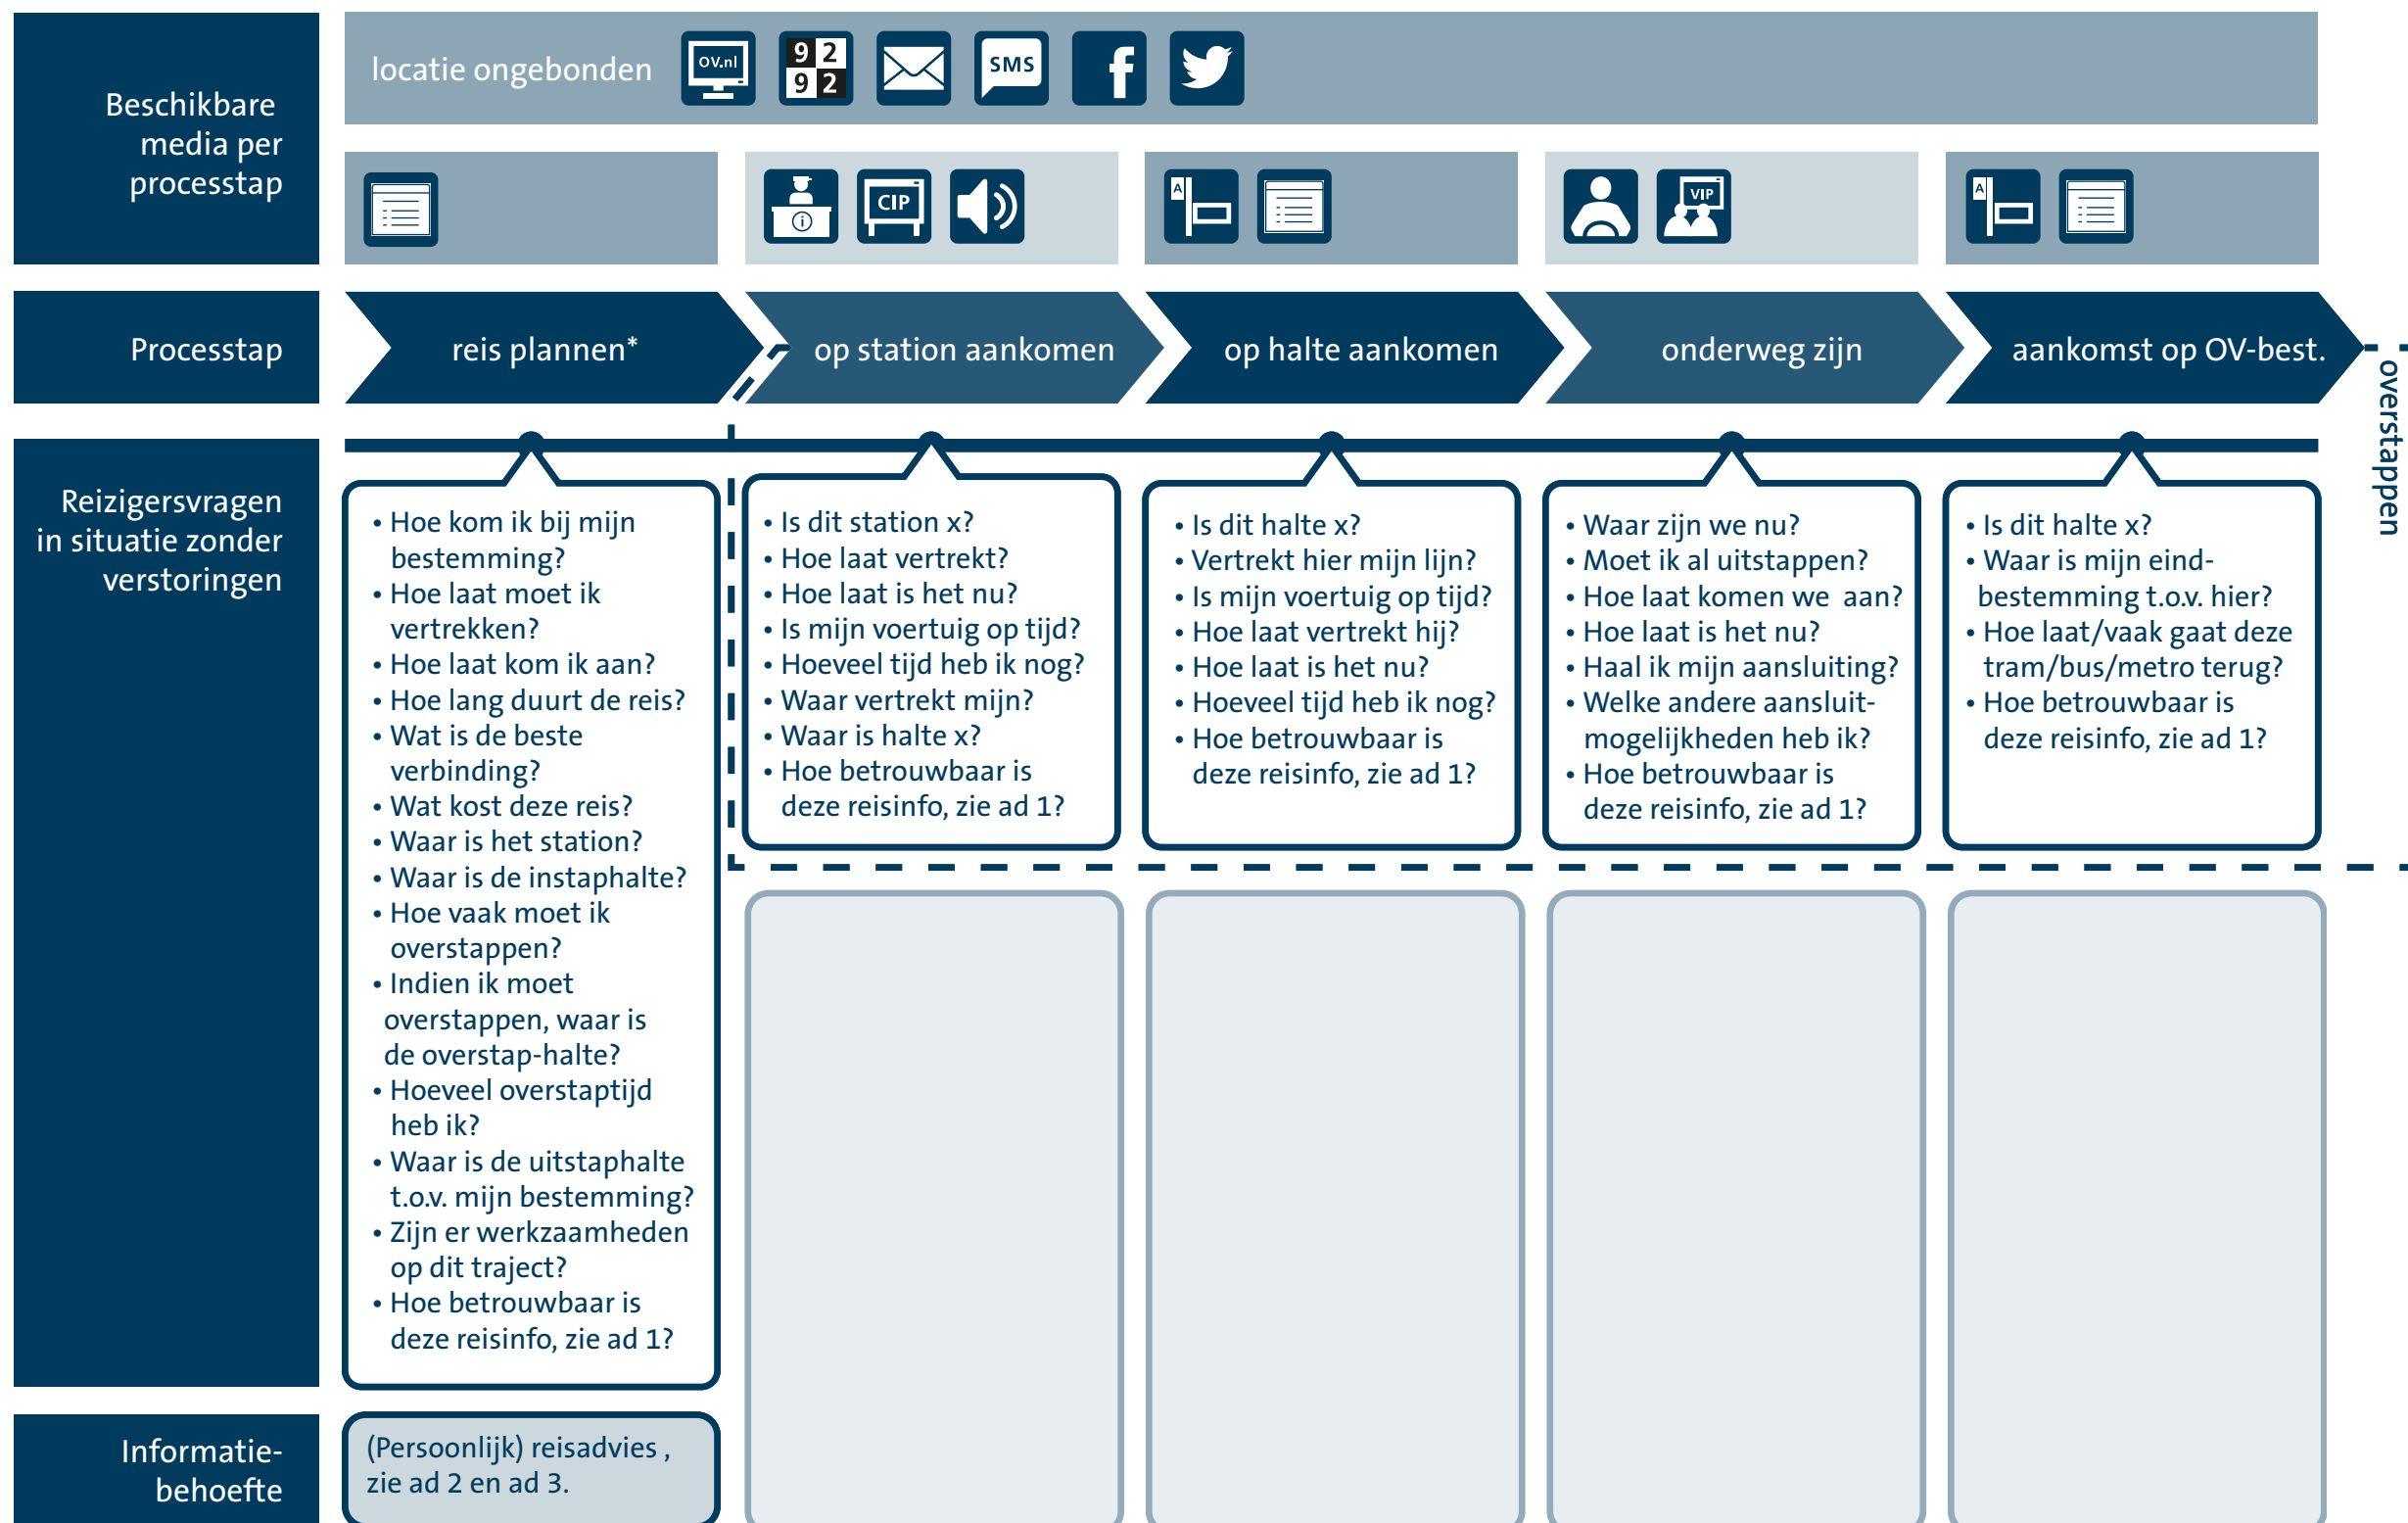 Beschikbare
media per
processtap
locatie ongebonden
OV.nl
9 2
9 2
SMS
f
CIP
A
VIP
A
Processtap
reis plannen*
op station aankomen
op halte aankomen
onderweg zijn
aankomst op OV-best.
overstappen
Reizigersvragen
in situatie zonder
verstoringen
• Hoe kom ik bij mijn
bestemming?
• Hoe laat moet ik
vertrekken?
• Hoe laat kom ik aan?
• Hoe lang duurt de reis?
• Wat is de beste
verbinding?
• Wat kost deze reis?
• Waar is het station?
• Waar is de instaphalte?
• Hoe vaak moet ik
overstappen?
• Indien ik moet
overstappen, waar is
de overstap-halte?
• Hoeveel overstaptijd
heb ik?
• Waar is de uitstaphalte
t.o.v. mijn bestemming?
• Zijn er werkzaamheden
op dit traject?
• Hoe betrouwbaar is
deze reisinfo, zie ad 1?
• Is dit station x?
• Hoe laat vertrekt?
• Hoe laat is het nu?
• Is mijn voertuig op tijd?
• Hoeveel tijd heb ik nog?
• Waar vertrekt mijn?
• Waar is halte x?
• Hoe betrouwbaar is
deze reisinfo, zie ad 1?
• Is dit halte x?
• Vertrekt hier mijn lijn?
• Is mijn voertuig op tijd?
• Hoe laat vertrekt hij?
• Hoe laat is het nu?
• Hoeveel tijd heb ik nog?
• Hoe betrouwbaar is
deze reisinfo, zie ad 1?
• Waar zijn we nu?
• Moet ik al uitstappen?
• Hoe laat komen we aan?
• Hoe laat is het nu?
• Haal ik mijn aansluiting?
• Welke andere aansluit-
mogelijkheden heb ik?
• Hoe betrouwbaar is
deze reisinfo, zie ad 1?
• Is dit halte x?
• Waar is mijn eind-
bestemming t.o.v. hier?
• Hoe laat/vaak gaat deze
tram/bus/metro terug?
• Hoe betrouwbaar is
deze reisinfo, zie ad 1?
Informatie-
behoefte
(Persoonlijk) reisadvies ,
zie ad 2 en ad 3.